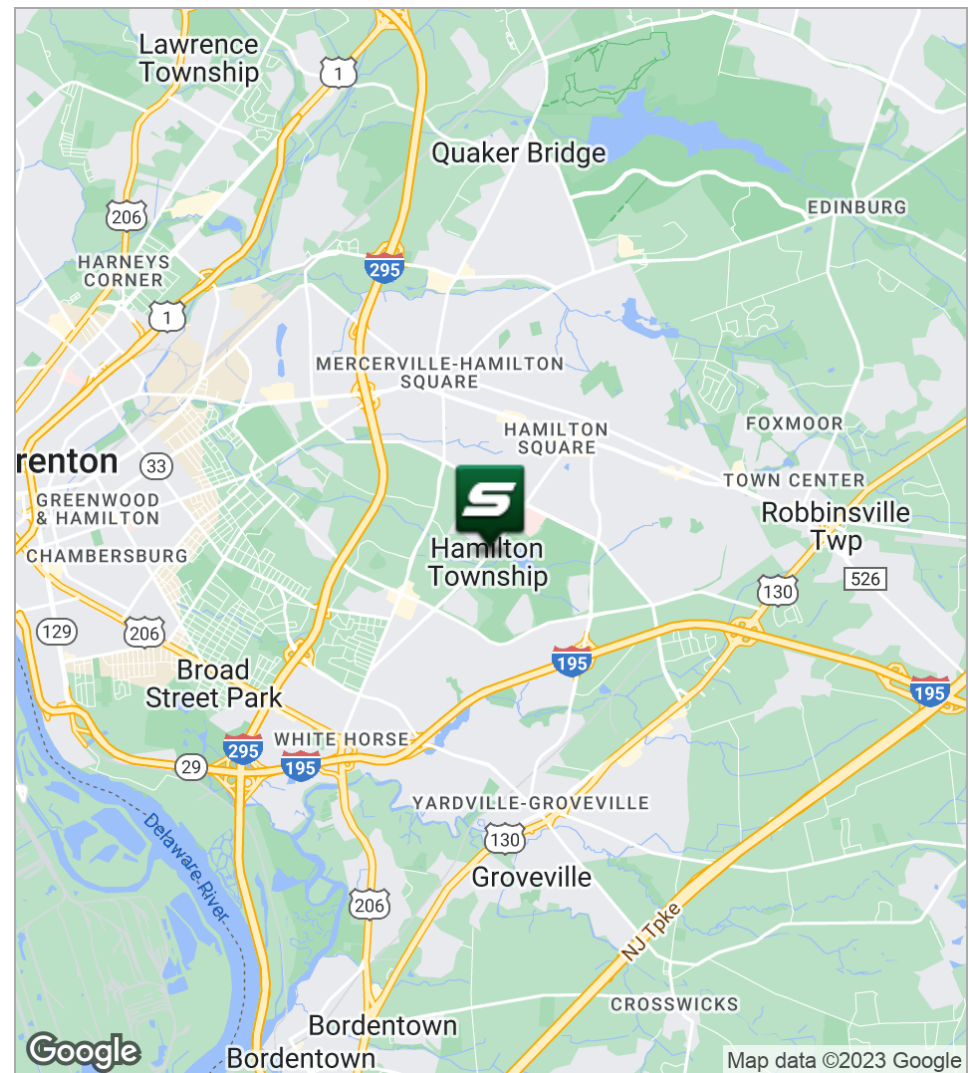 Lawrence
Township
1
Quaker Bridge
EDINBURG
206
HARNEYS
CORNER
295
1
MERCERVILLE-HAMILTON
SQUARE
HAMILTON
SQUARE
FOXMOOR
renton
33
TOWN CENTER
S
GREENWOOD
& HAMILTON
Robbinsville
Twp
CHAMBERSBURG
Hamilton
Township
526
130
129
206
195
Broad
Street Park
195
295
WHITE HORSE
29
195
YARDVILLE-GROVEVILLE
130
Delaware River
Groveville
206
NJ Tpke
CROSSWICKS
Bordentown
Bordentown
Google
Map data ©2023 Google